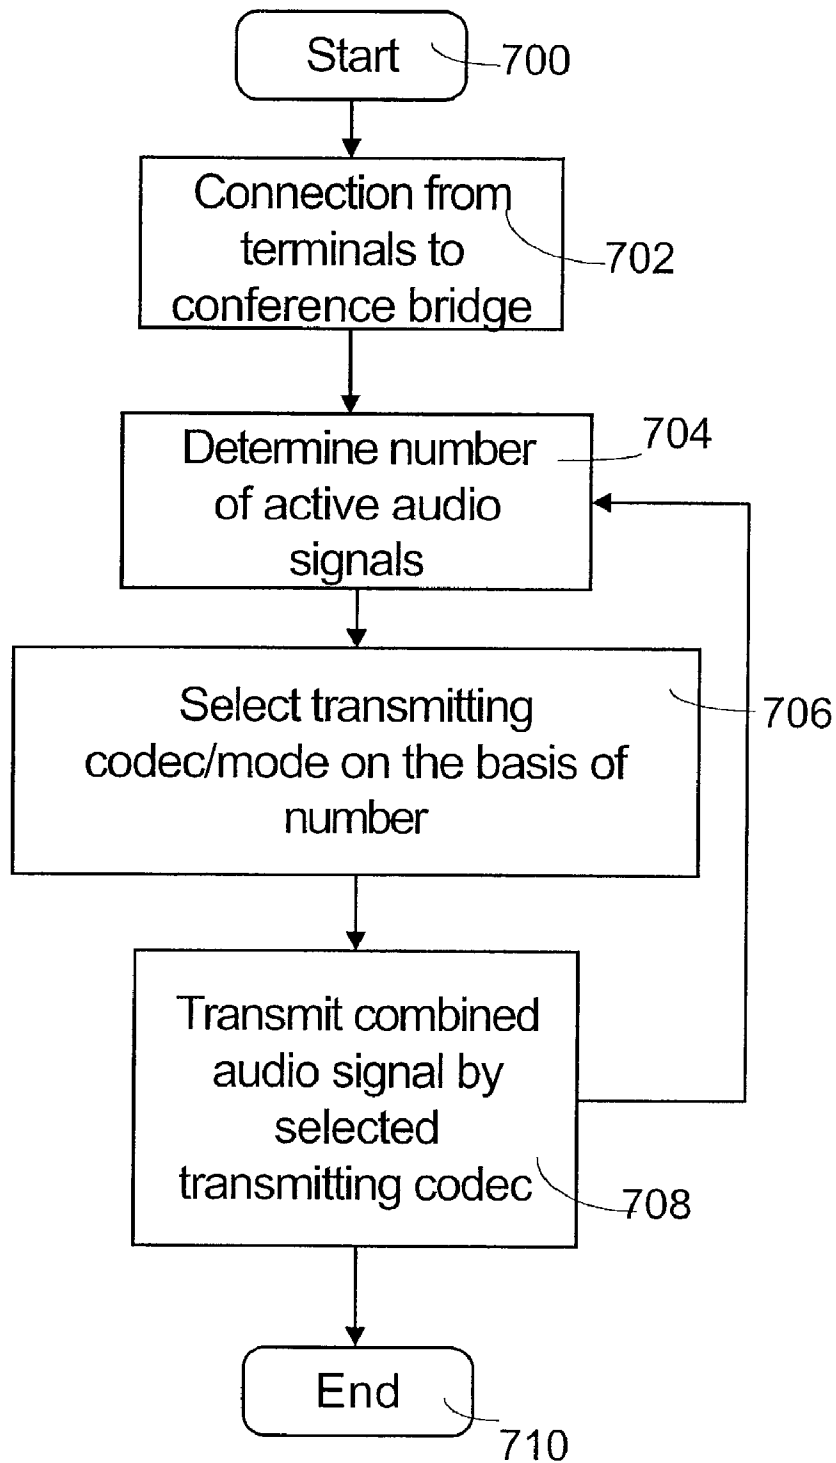 Start
700
Connection from
terminals to
conference bridge
702
Determine number
of active audio
signals
704
Select transmitting
codec/mode on the basis of
number
706
Transmit combined
audio signal by
selected
transmitting codec
708
End
710